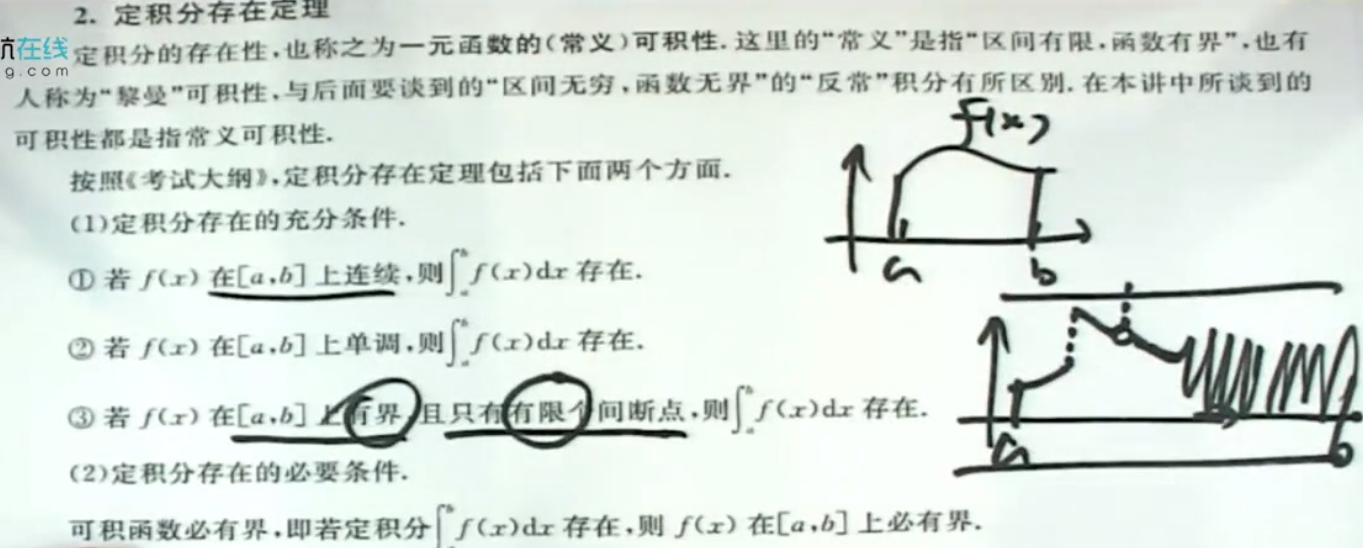 2. 定积分存在定理
在线
g.com
定积分的存在性,也称之为一元函数的(常义)可积性.这里的“常义”是指“区间有限,函数有界”,也有
人称为“黎曼”可积性,与后面要谈到的“区间无穷,函数无界”的“反常”积分有所区别.在本讲中所谈到的
可积性都是指常义可积性.
f(x)
按照《考试大纲》,定积分存在定理包括下面两个方面.
(1)定积分存在的充分条件.
a b
① 若 f(x) 在[a,b] 上连续,则∫_a^b f(x)dx 存在.
② 若 f(x) 在[a,b] 上单调,则∫_a^b f(x)dx 存在.
③ 若 f(x) 在[a,b] 上有界,且只有有限个间断点,则∫_a^b f(x)dx 存在.
a b
(2)定积分存在的必要条件.
可积函数必有界,即若定积分∫_a^b f(x)dx 存在,则 f(x) 在[a,b] 上必有界.